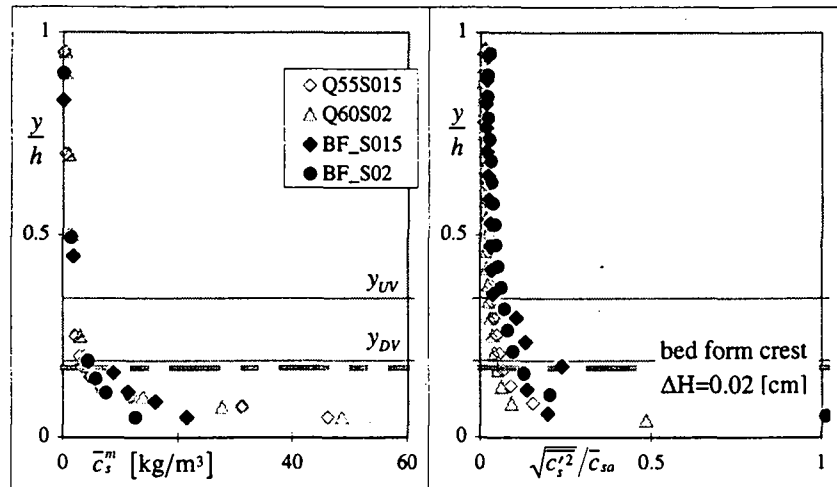 1
y/h
0.5
0
◇ Q55S015
△ Q60S02
◆ BF_S015
● BF_S02
y_UV
y_DV
0 20 40 60
c̄_s^m [kg/m³]
1
y/h
0.5
0
bed form crest
ΔH=0.02 [cm]
0 0.5 1
√(c̅_s'²)/c̄_sa